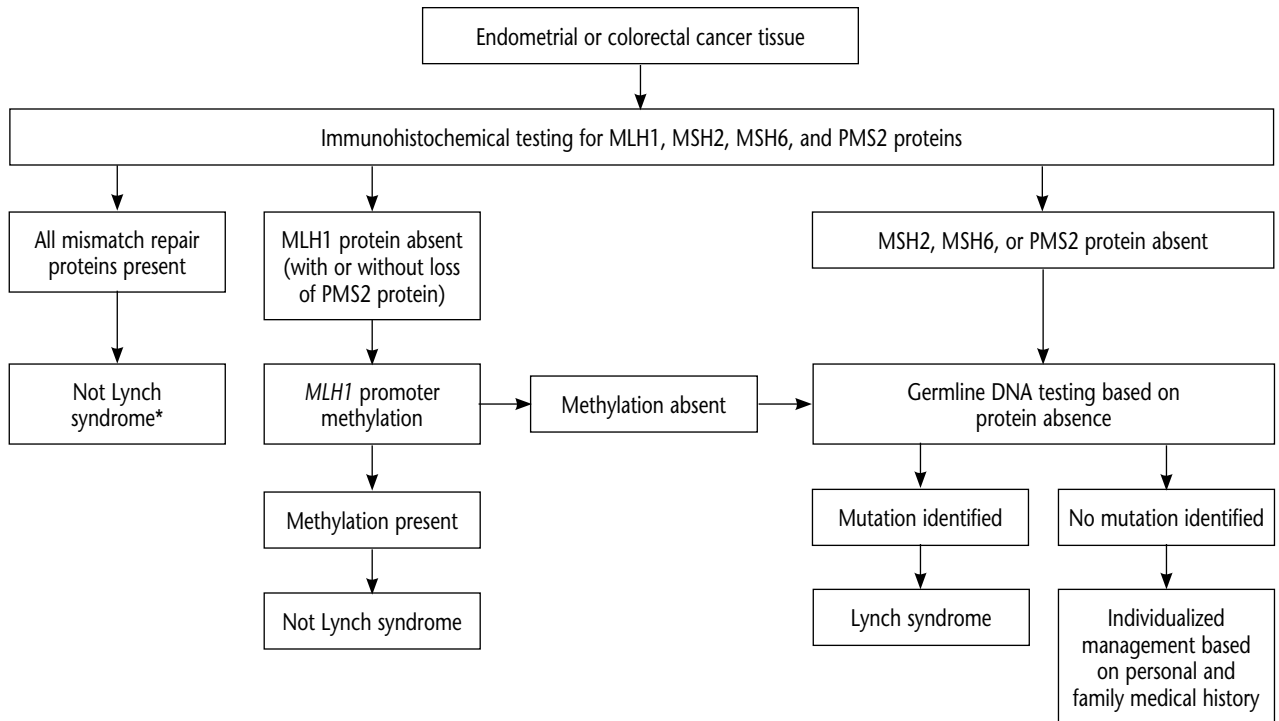 Endometrial or colorectal cancer tissue
Immunohistochemical testing for MLH1, MSH2, MSH6, and PMS2 proteins
All mismatch repair
proteins present
MLH1 protein absent
(with or without loss
of PMS2 protein)
MSH2, MSH6, or PMS2 protein absent
Not Lynch
syndrome*
MLH1 promoter
methylation
Methylation absent
Germline DNA testing based on
protein absence
Methylation present
Mutation identified
No mutation identified
Not Lynch syndrome
Lynch syndrome
Individualized
management based
on personal and
family medical history